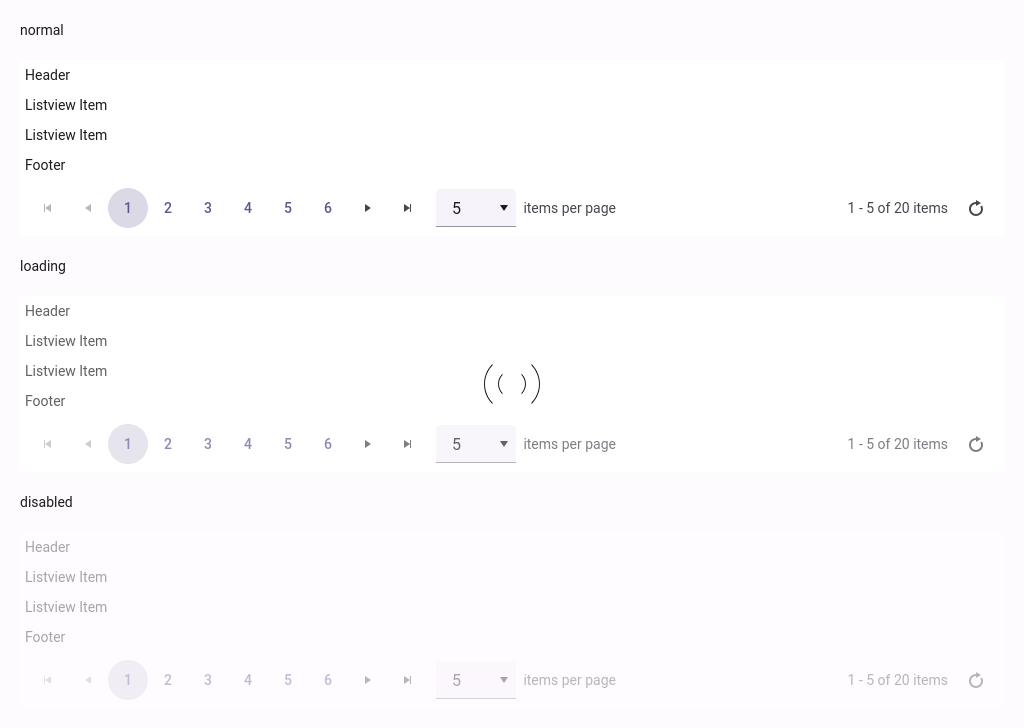 normal
Header
Listview Item
Listview Item
Footer
1 2 3 4 5 6 5 items per page 1 - 5 of 20 items
loading
Header
Listview Item
Listview Item
Footer
1 2 3 4 5 6 5 items per page 1 - 5 of 20 items
disabled
Header
Listview Item
Listview Item
Footer
1 2 3 4 5 6 5 items per page 1 - 5 of 20 items